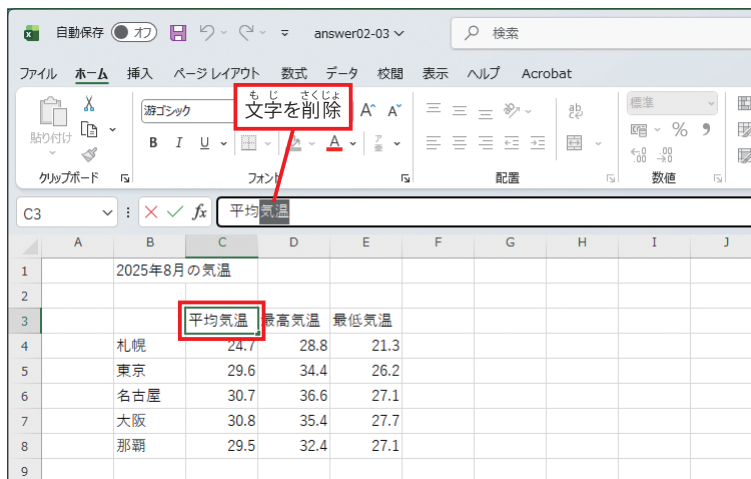 自動保存 オフ answer02-03 検索
ファイル ホーム 挿入 ページ レイアウト 数式 データ 校閲 表示 ヘルプ Acrobat
もじ さくじょ
文字を削除
貼り付け 游ゴシック A^ A˅ ab 標準
B I U A ア亜 % 9
クリップボード フォント 配置 数値
C3 fx 平均気温
A B C D E F G H I J
1 2025年8月の気温
2
3 平均気温 最高気温 最低気温
4 札幌 24.7 28.8 21.3
5 東京 29.6 34.4 26.2
6 名古屋 30.7 36.6 27.1
7 大阪 30.8 35.4 27.7
8 那覇 29.5 32.4 27.1
9